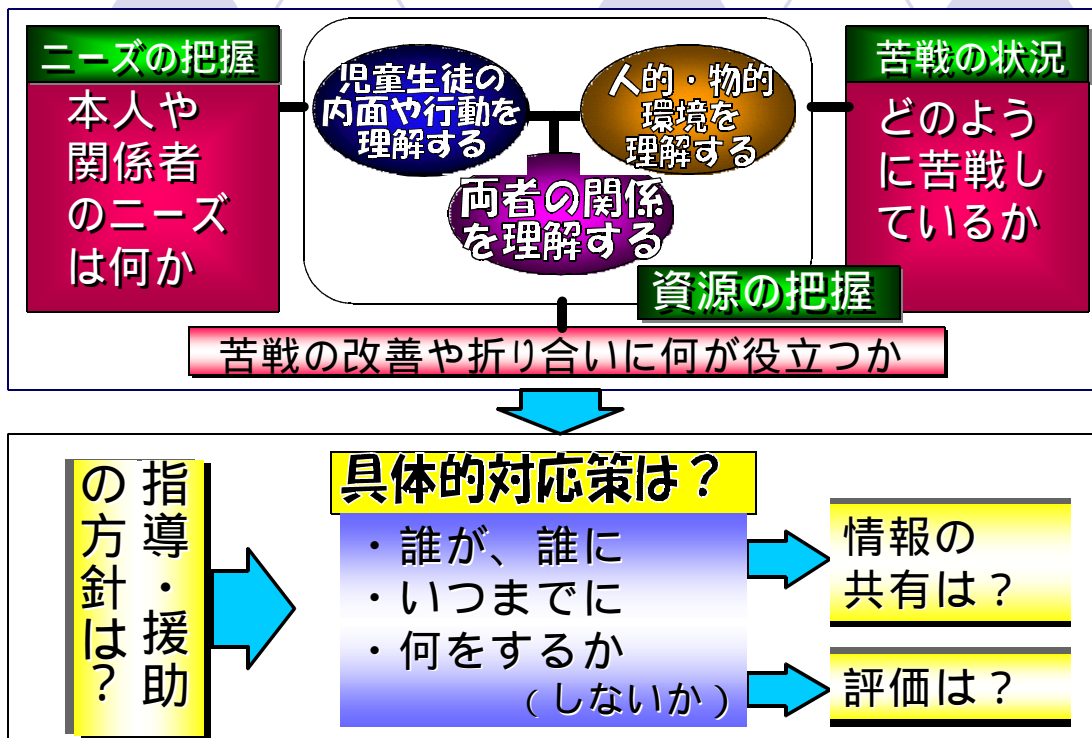 ニーズの把握
本人や
関係者
のニーズ
は何か
児童生徒の
内面や行動を
理解する
人的・物的
環境を
理解する
両者の関係
を理解する
苦戦の状況
どのよう
に苦戦し
ているか
資源の把握
苦戦の改善や折り合いに何が役立つか
指導・援助
の方針は？
具体的対応策は？
・誰が、誰に
・いつまでに
・何をするか
（しないか）
情報の
共有は？
評価は？